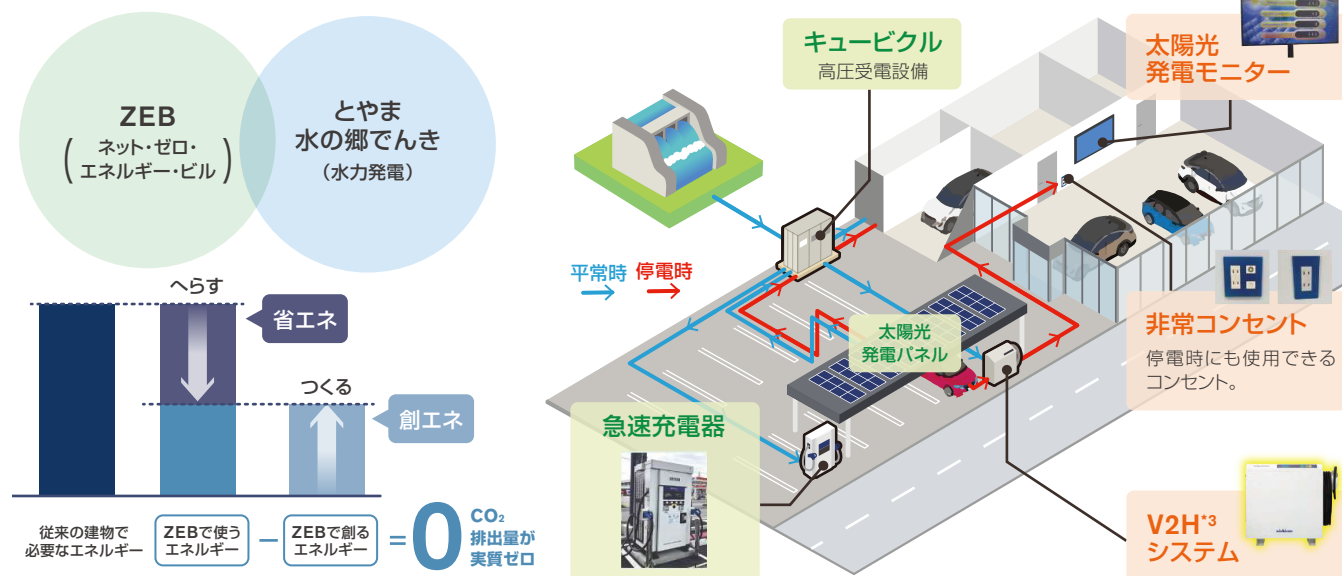 ZEB
(ネット・ゼロ・
エネルギー・ビル)
とやま
水の郷でんき
(水力発電)
へらす
省エネ
つくる
創エネ
従来の建物で
必要なエネルギー
ZEBで使う
エネルギー
−
ZEBで創る
エネルギー
=
0
CO₂
排出量が
実質ゼロ
キュービクル
高圧受電設備
太陽光
発電モニター
平常時
停電時
太陽光
発電パネル
非常コンセント
停電時にも使用できる
コンセント。
急速充電器
V2H*3
システム